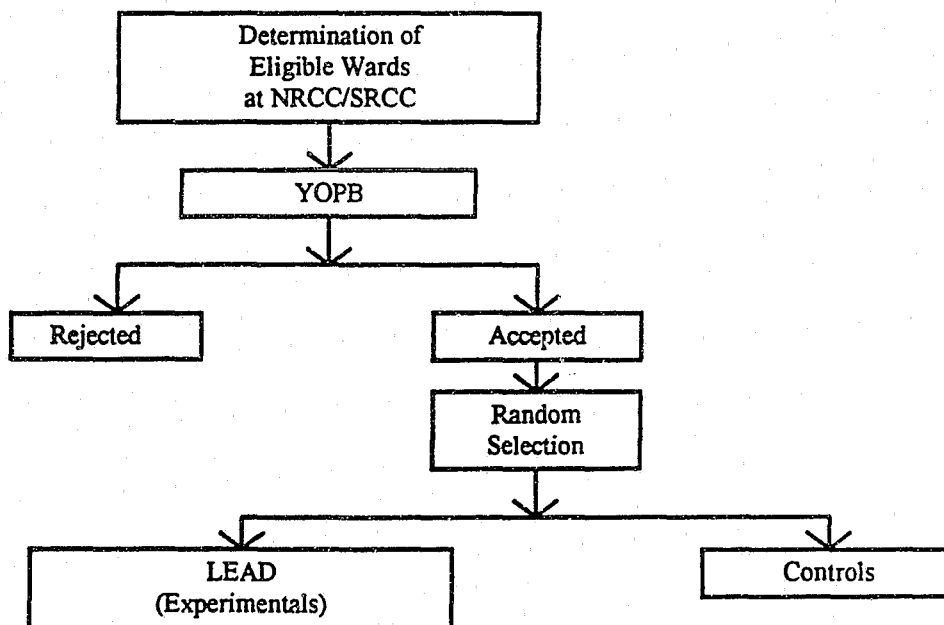 Determination of
Eligible Wards
at NRCC/SRCC
YOPB
Rejected
Accepted
Random
Selection
LEAD
(Experimentals)
Controls